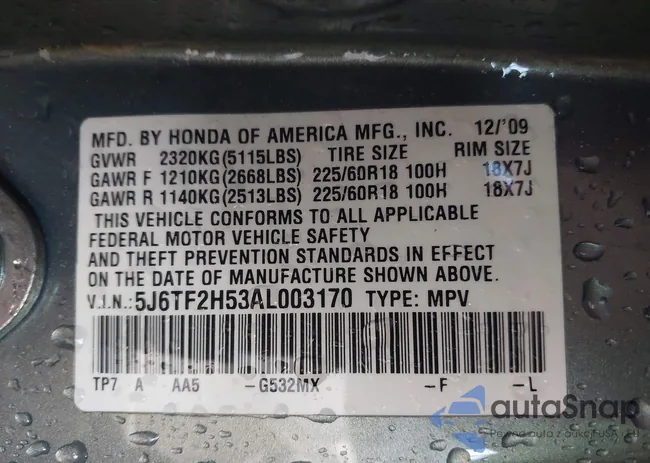 MFD. BY HONDA OF AMERICA MFG., INC. 12/'09
GVWR 2320KG(5115LBS) TIRE SIZE RIM SIZE
GAWR F 1210KG(2668LBS) 225/60R18 100H 18X7J
GAWR R 1140KG(2513LBS) 225/60R18 100H 18X7J
THIS VEHICLE CONFORMS TO ALL APPLICABLE
FEDERAL MOTOR VEHICLE SAFETY
AND THEFT PREVENTION STANDARDS IN EFFECT
ON THE DATE OF MANUFACTURE SHOWN ABOVE.
V.I.N.:5J6TF2H53AL003170 TYPE: MPV
TP7 A AA5 -G532MX -F -L
autaSnap
auta z USA